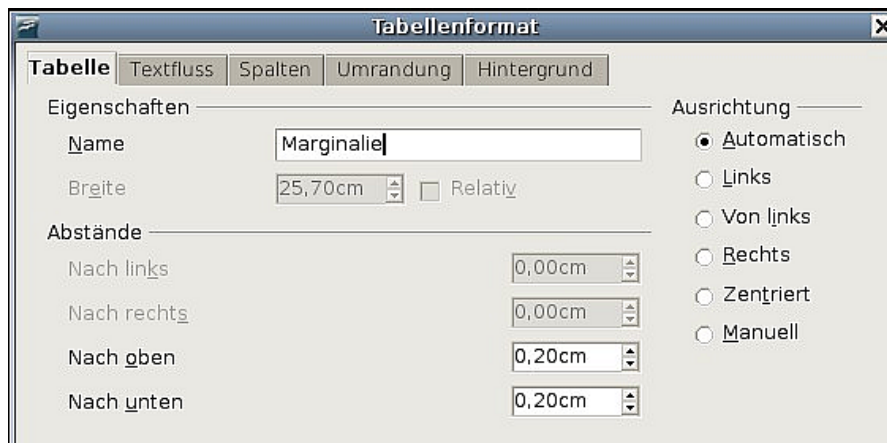 Tabellenformat
Tabelle Textfluss Spalten Umrandung Hintergrund
Eigenschaften
Name Marginalie
Breite 25,70cm Relativ
Abstände
Nach links 0,00cm
Nach rechts 0,00cm
Nach oben 0,20cm
Nach unten 0,20cm
Ausrichtung
Automatisch
Links
Von links
Rechts
Zentriert
Manuell